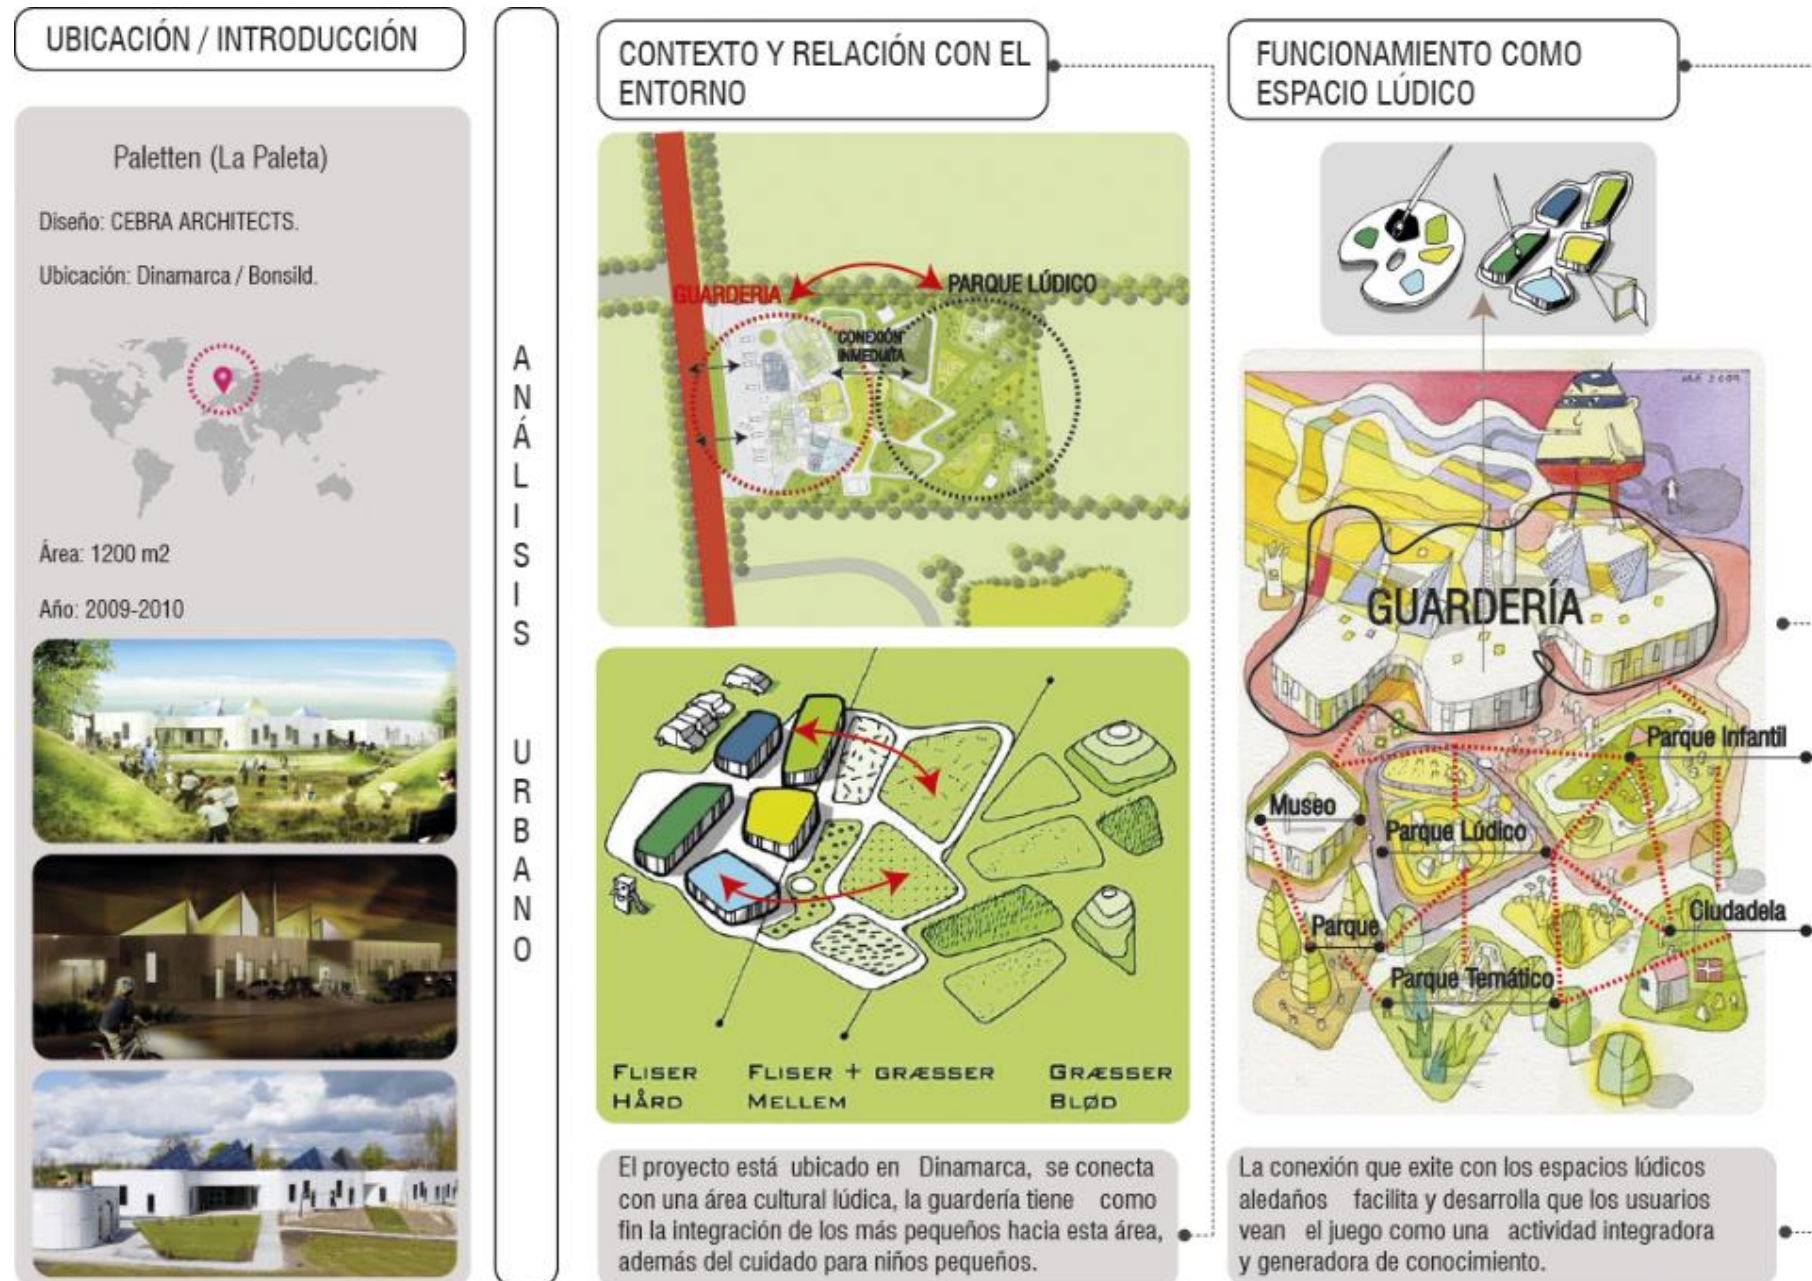 UBICACIÓN / INTRODUCCIÓN
Paletten (La Paleta)
Diseño: CEBRA ARCHITECTS.
Ubicación: Dinamarca / Bonsild.
Área: 1200 m2
Año: 2009-2010
ANÁLISIS URBANO
CONTEXTO Y RELACIÓN CON EL
ENTORNO
GUARDERIA
PARQUE LÚDICO
CONEXIÓN
INMEDUITA
FLISER
HÅRD
FLISER + GRÆSSER
MELLEM
GRÆSSER
BLØD
El proyecto está ubicado en Dinamarca, se conecta
con una área cultural lúdica, la guardería tiene como
fin la integración de los más pequeños hacia esta área,
además del cuidado para niños pequeños.
FUNCIONAMIENTO COMO
ESPACIO LÚDICO
GUARDERÍA
Parque Infantil
Museo
Parque Lúdico
Ciudadela
Parque
Parque Temático
La conexión que exite con los espacios lúdicos
aledaños facilita y desarrolla que los usuarios
vean el juego como una actividad integradora
y generadora de conocimiento.